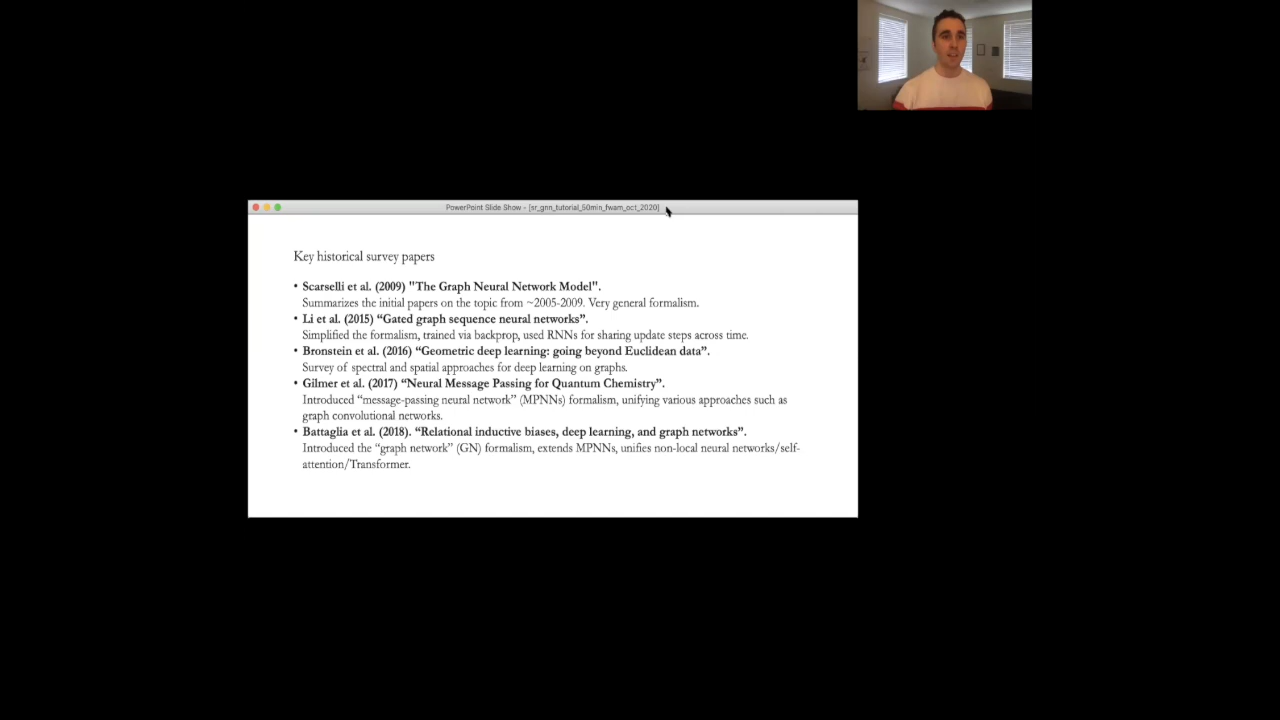 PowerPoint Slide Show - [sr_gnn_tutorial_50min_fwam_oct_2020]
Key historical survey papers
• Scarselli et al. (2009) "The Graph Neural Network Model".
Summarizes the initial papers on the topic from ~2005-2009. Very general formalism.
• Li et al. (2015) “Gated graph sequence neural networks”.
Simplified the formalism, trained via backprop, used RNNs for sharing update steps across time.
• Bronstein et al. (2016) “Geometric deep learning: going beyond Euclidean data”.
Survey of spectral and spatial approaches for deep learning on graphs.
• Gilmer et al. (2017) “Neural Message Passing for Quantum Chemistry”.
Introduced “message-passing neural network” (MPNNs) formalism, unifying various approaches such as
graph convolutional networks.
• Battaglia et al. (2018). “Relational inductive biases, deep learning, and graph networks”.
Introduced the “graph network” (GN) formalism, extends MPNNs, unifies non-local neural networks/self-
attention/Transformer.